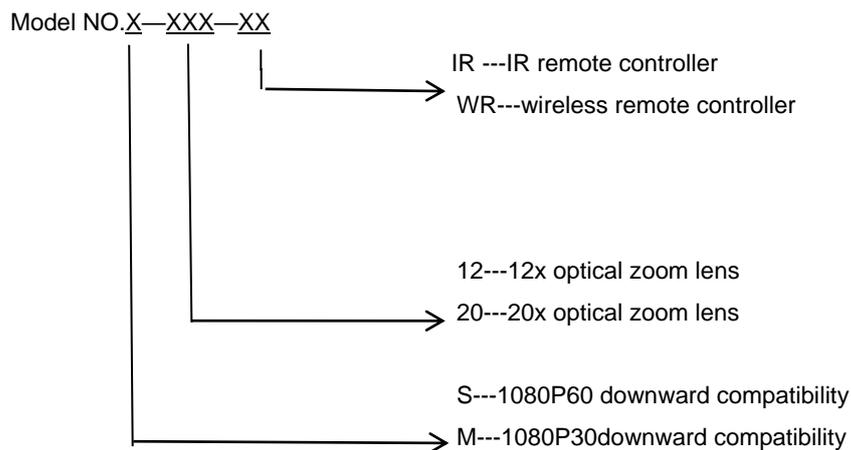 Model NO.X—XXX—XX
IR ---IR remote controller
WR---wireless remote controller
12---12x optical zoom lens
20---20x optical zoom lens
S---1080P60 downward compatibility
M---1080P30downward compatibility